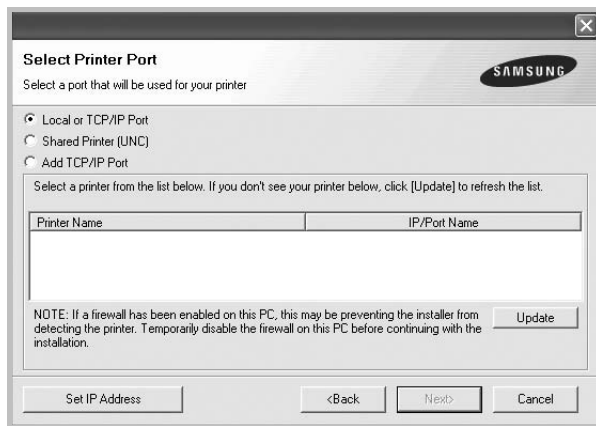 Select Printer Port
Select a port that will be used for your printer
SAMSUNG
Local or TCP/IP Port
Shared Printer (UNC)
Add TCP/IP Port
Select a printer from the list below. If you don't see your printer below, click [Update] to refresh the list.
Printer Name IP/Port Name
NOTE: If a firewall has been enabled on this PC, this may be preventing the installer from
detecting the printer. Temporarily disable the firewall on this PC before continuing with the
installation.
Update
Set IP Address <Back Next> Cancel